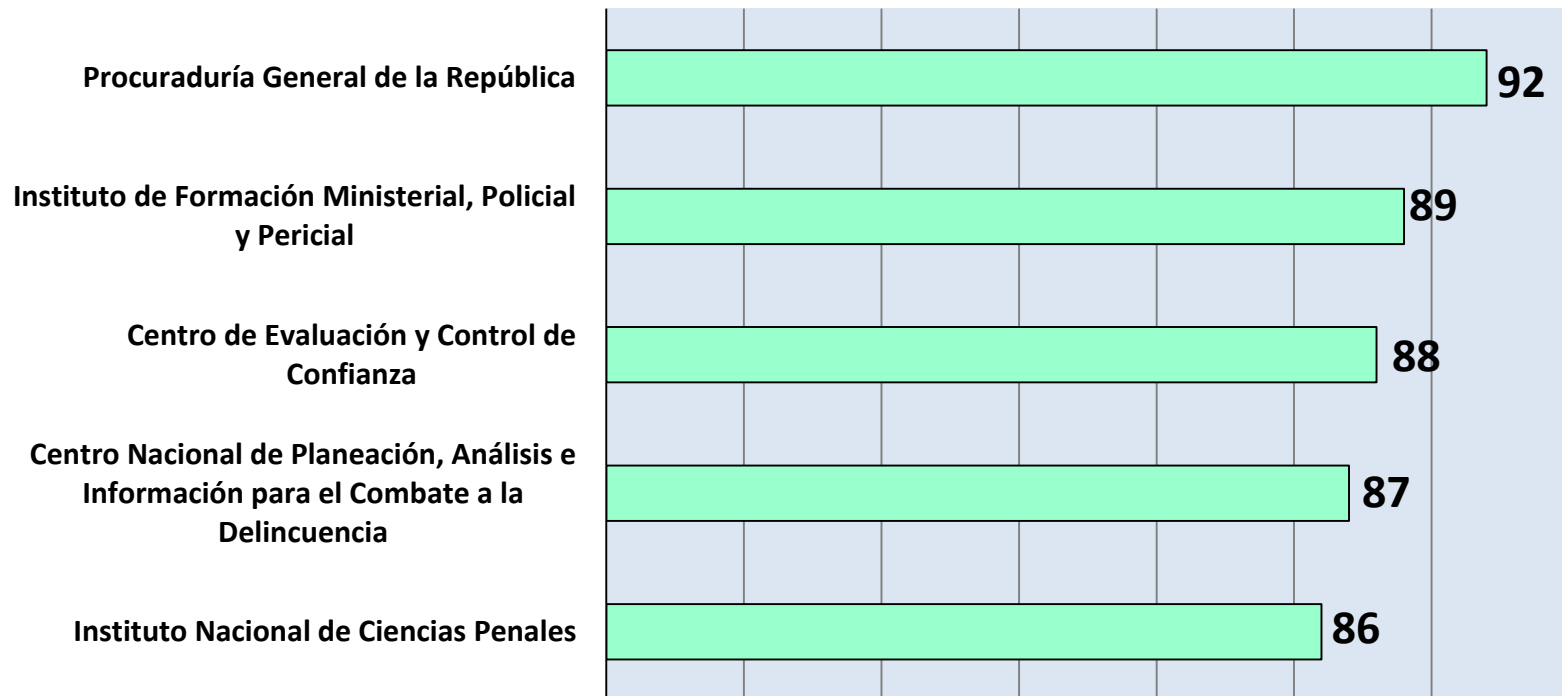 Procuraduría General de la República
92
Instituto de Formación Ministerial, Policial
y Pericial
89
Centro de Evaluación y Control de
Confianza
88
Centro Nacional de Planeación, Análisis e
Información para el Combate a la
Delincuencia
87
Instituto Nacional de Ciencias Penales
86